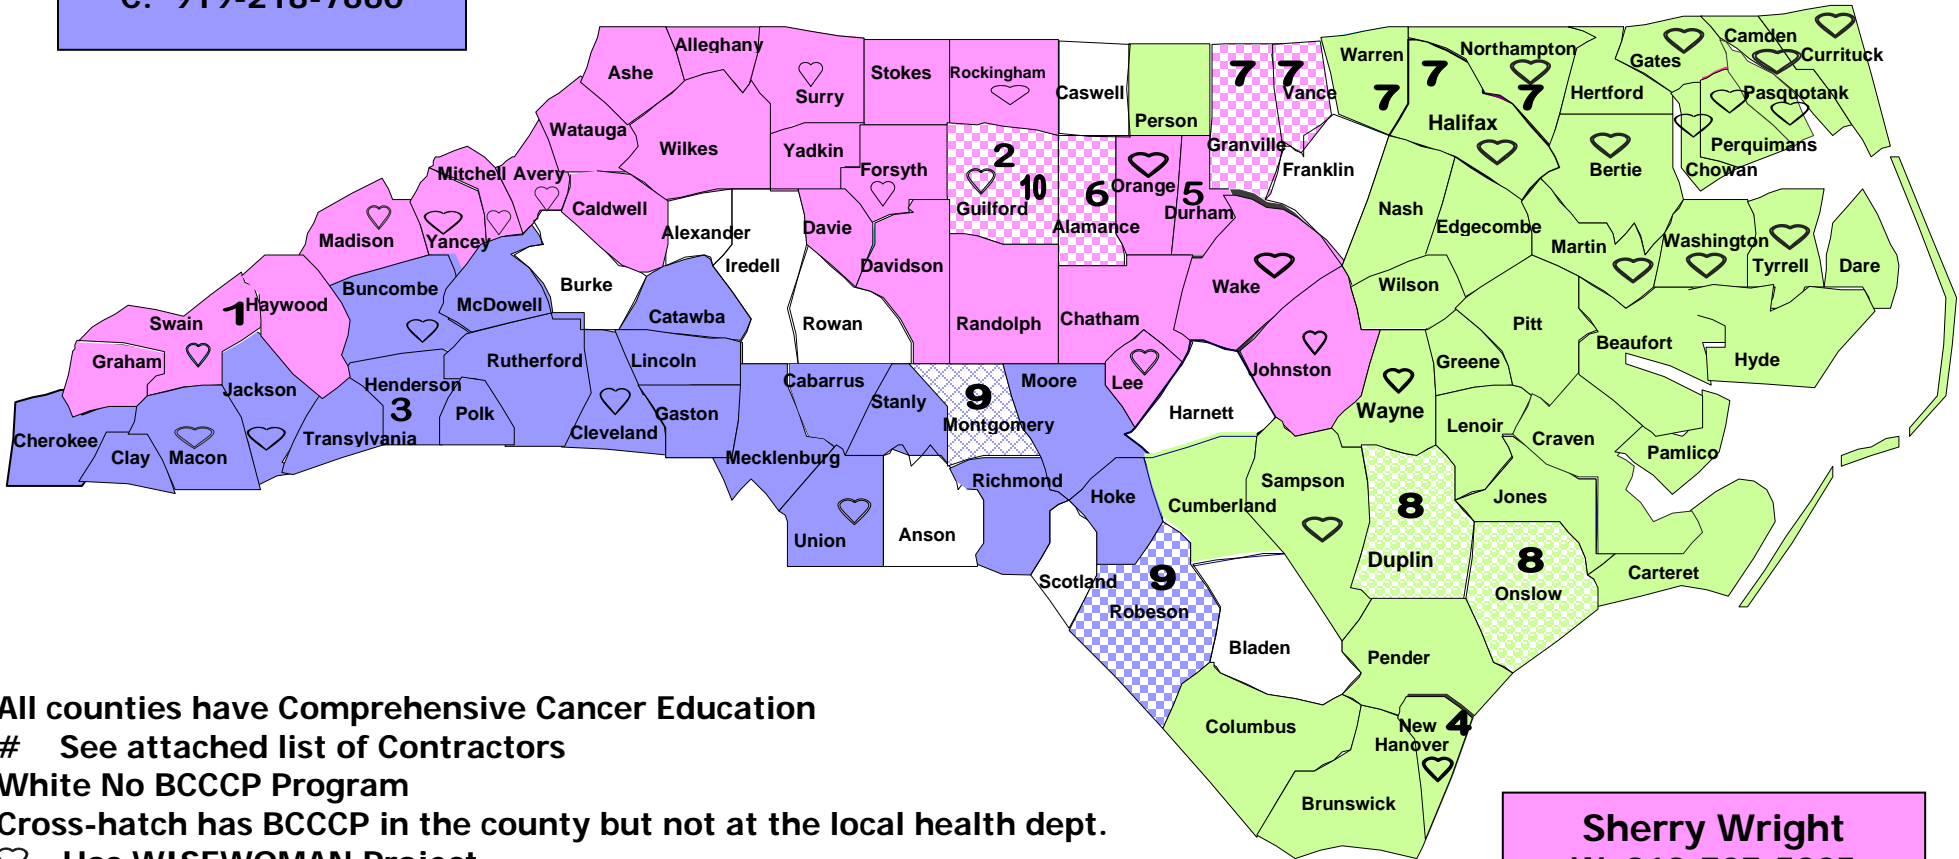 C: 919-218-7860
Alleghany
Ashe
Surry
Stokes
Rockingham
Caswell
Person
7
Granville
7
Vance
Warren
7
7
Northampton
7
Halifax
Hertford
Gates
Camden
Currituck
Pasquotank
Perquimans
Chowan
Bertie
Watauga
Wilkes
Yadkin
Forsyth
2
10
Guilford
6
Alamance
Orange
5
Durham
Franklin
Nash
Edgecombe
Martin
Washington
Tyrrell
Dare
Mitchell
Avery
Caldwell
Alexander
Davie
Madison
Yancey
Iredell
Davidson
Burke
Buncombe
McDowell
Catawba
Rowan
Randolph
Chatham
Wake
Wilson
Pitt
Beaufort
Hyde
Swain
1
Haywood
Graham
Jackson
Henderson
3
Rutherford
Lincoln
Cabarrus
Stanly
9
Montgomery
Moore
Lee
Harnett
Johnston
Wayne
Greene
Lenoir
Craven
Pamlico
Cherokee
Clay
Macon
Transylvania
Polk
Cleveland
Gaston
Mecklenburg
Union
Anson
Richmond
Hoke
Cumberland
Sampson
8
Duplin
Jones
8
Onslow
Carteret
Scotland
9
Robeson
Bladen
Pender
Columbus
New
Hanover
4
Brunswick
All counties have Comprehensive Cancer Education
# See attached list of Contractors
White No BCCCP Program
Cross-hatch has BCCCP in the county but not at the local health dept.
Has WISEWOMAN Project
Sherry Wright